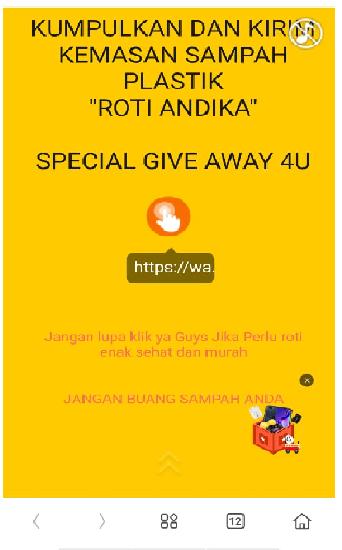 KUMPULKAN DAN KIRIM
KEMASAN SAMPAH
PLASTIK
"ROTI ANDIKA"
SPECIAL GIVE AWAY 4U
https://wa.
Jangan lupa klik ya Guys Jika Perlu roti
enak sehat dan murah
JANGAN BUANG SAMPAH ANDA
12